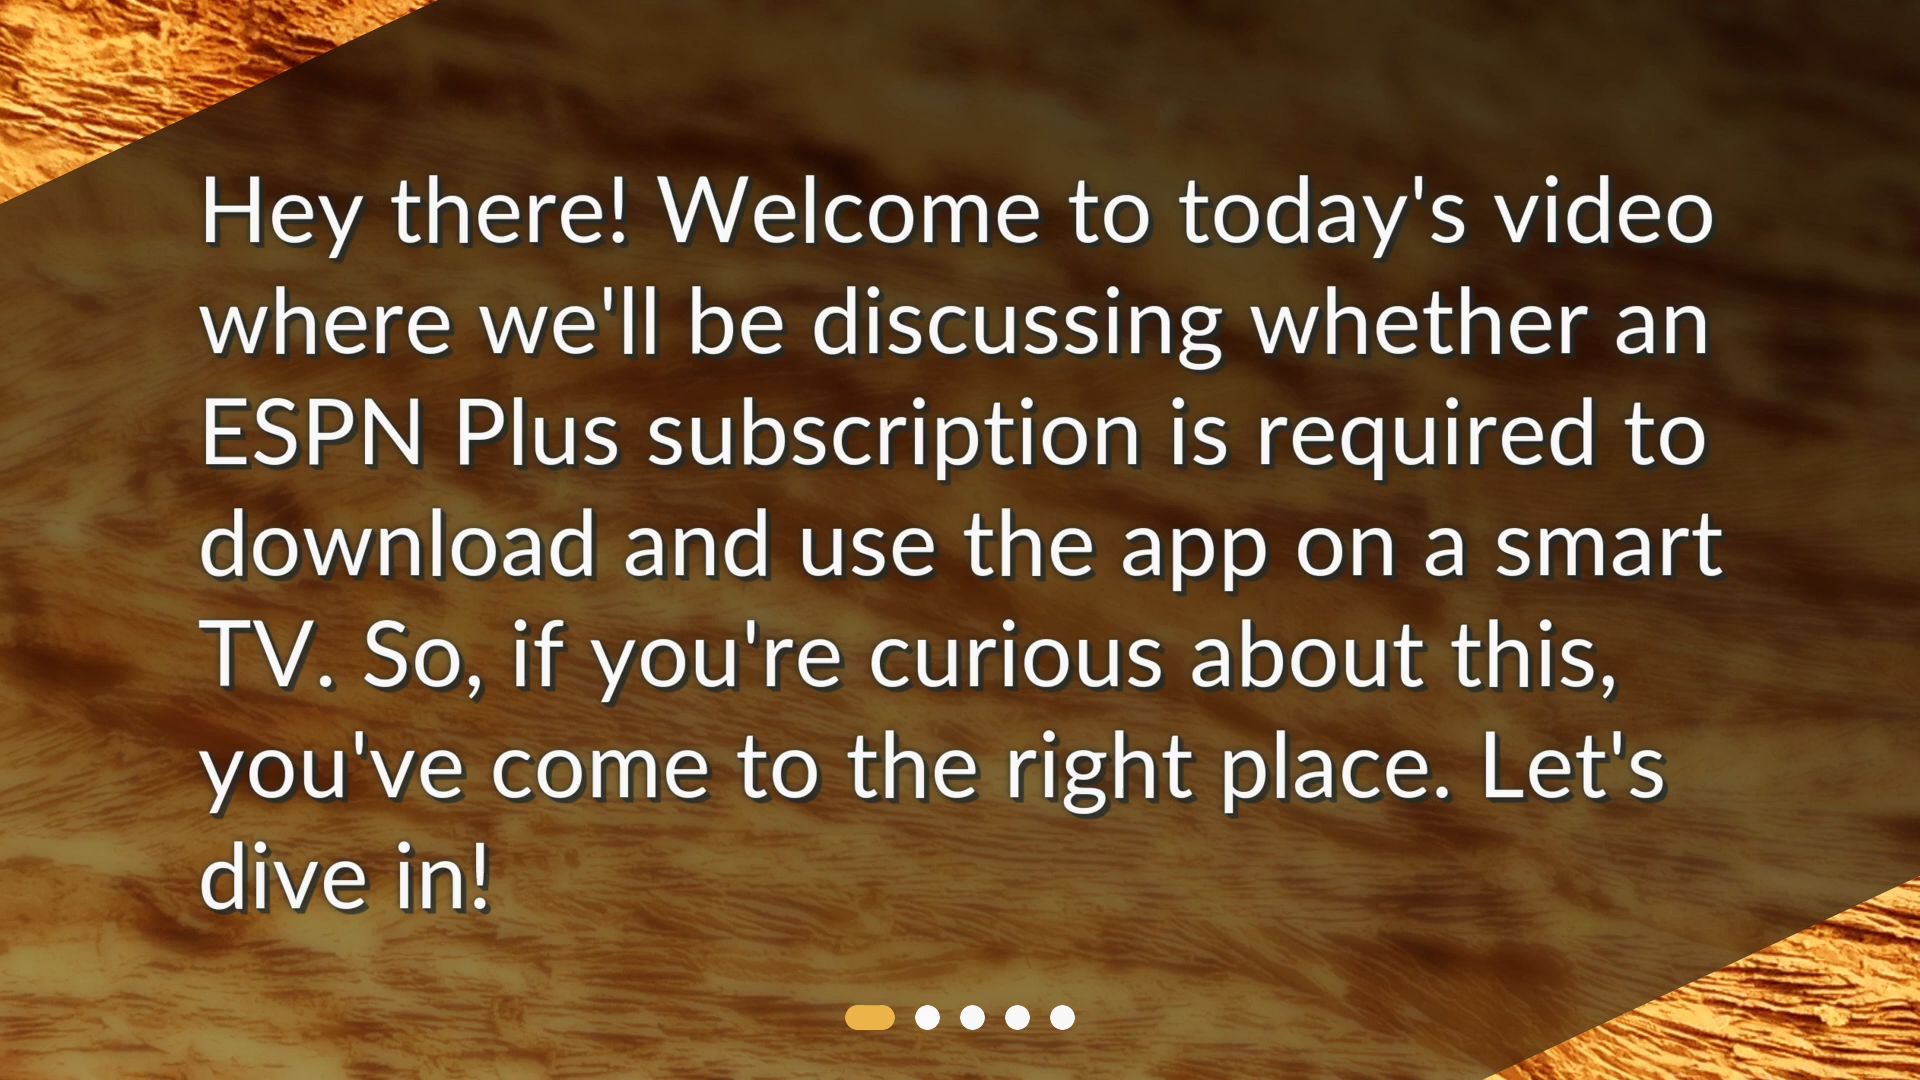 Hey there! Welcome to today's video
where we'll be discussing whether an
ESPN Plus subscription is required to
download and use the app on a smart
TV. So, if you're curious about this,
you've come to the right place. Let's
dive in!